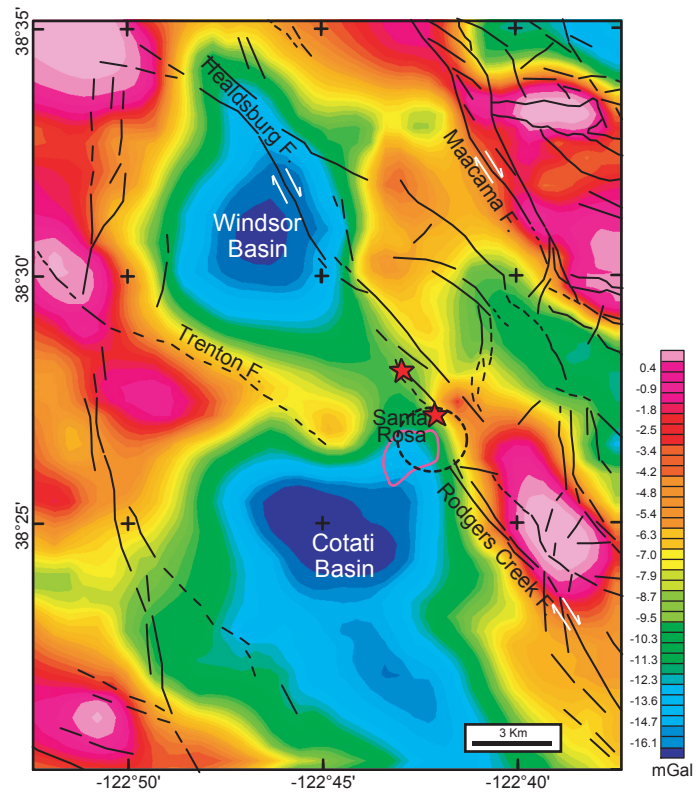 38°35'
38°30'
38°25'
Healdsburg F.
Maacama F.
Windsor
Basin
Trenton F.
Santa
Rosa
Rodgers Creek F.
Cotati
Basin
3 Km
-122°50'
-122°45'
-122°40'
0.4
-0.9
-1.8
-2.5
-3.4
-4.2
-4.8
-5.4
-6.3
-7.0
-7.9
-8.7
-9.5
-10.3
-11.3
-12.3
-13.6
-14.7
-16.1
mGal